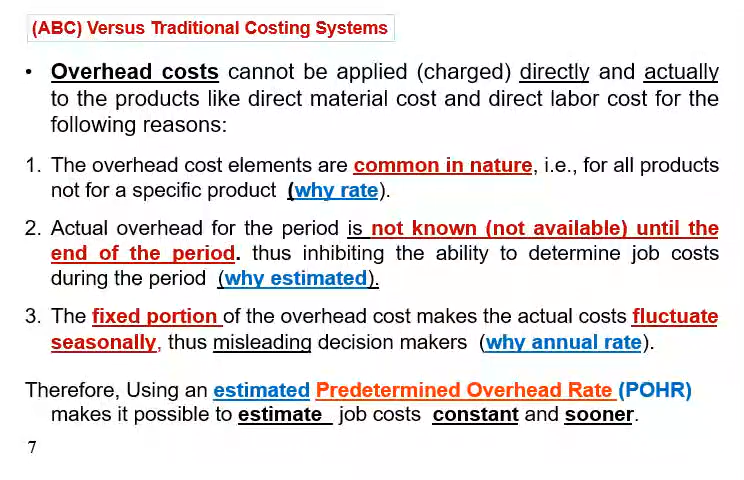 (ABC) Versus Traditional Costing Systems
• Overhead costs cannot be applied (charged) directly and actually
to the products like direct material cost and direct labor cost for the
following reasons:
1. The overhead cost elements are common in nature, i.e., for all products
not for a specific product (why rate).
2. Actual overhead for the period is not known (not available) until the
end of the period. thus inhibiting the ability to determine job costs
during the period (why estimated).
3. The fixed portion of the overhead cost makes the actual costs fluctuate
seasonally, thus misleading decision makers (why annual rate).
Therefore, Using an estimated Predetermined Overhead Rate (POHR)
makes it possible to estimate job costs constant and sooner.
7